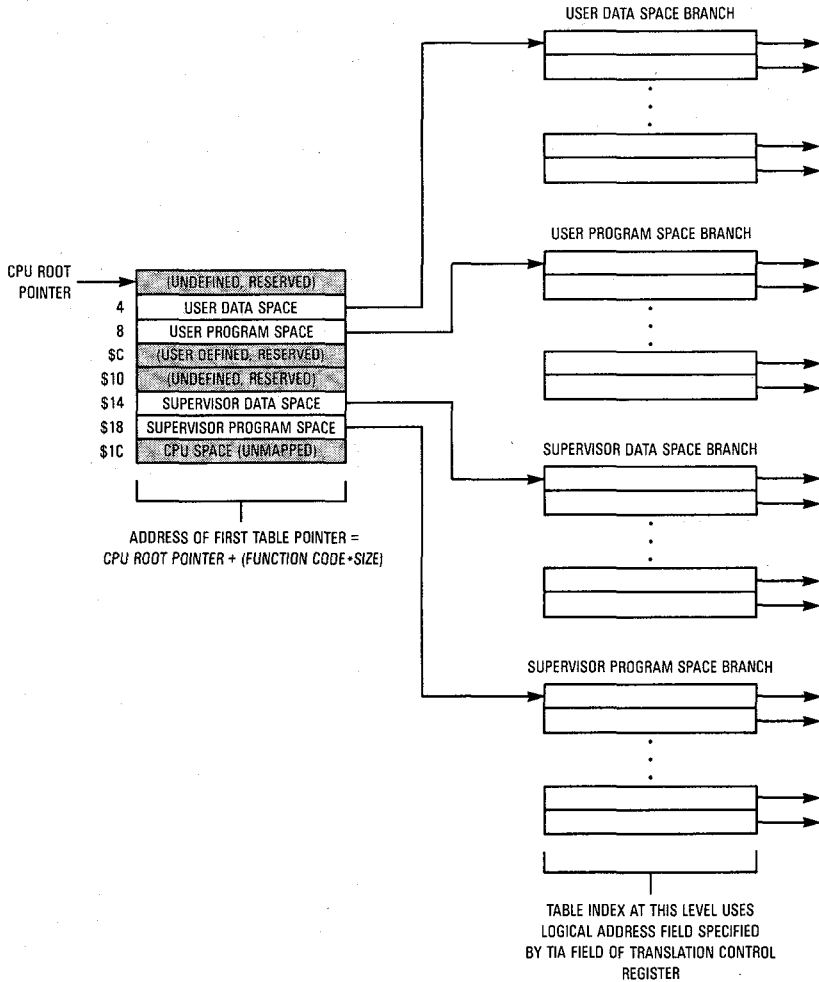 USER DATA SPACE BRANCH
USER PROGRAM SPACE BRANCH
CPU ROOT
POINTER
(UNDEFINED, RESERVED)
4 USER DATA SPACE
8 USER PROGRAM SPACE
$C (USER DEFINED, RESERVED)
$10 (UNDEFINED, RESERVED)
$14 SUPERVISOR DATA SPACE
$18 SUPERVISOR PROGRAM SPACE
$1C CPU SPACE (UNMAPPED)
ADDRESS OF FIRST TABLE POINTER =
CPU ROOT POINTER + (FUNCTION CODE*SIZE)
SUPERVISOR DATA SPACE BRANCH
SUPERVISOR PROGRAM SPACE BRANCH
TABLE INDEX AT THIS LEVEL USES
LOGICAL ADDRESS FIELD SPECIFIED
BY TIA FIELD OF TRANSLATION CONTROL
REGISTER